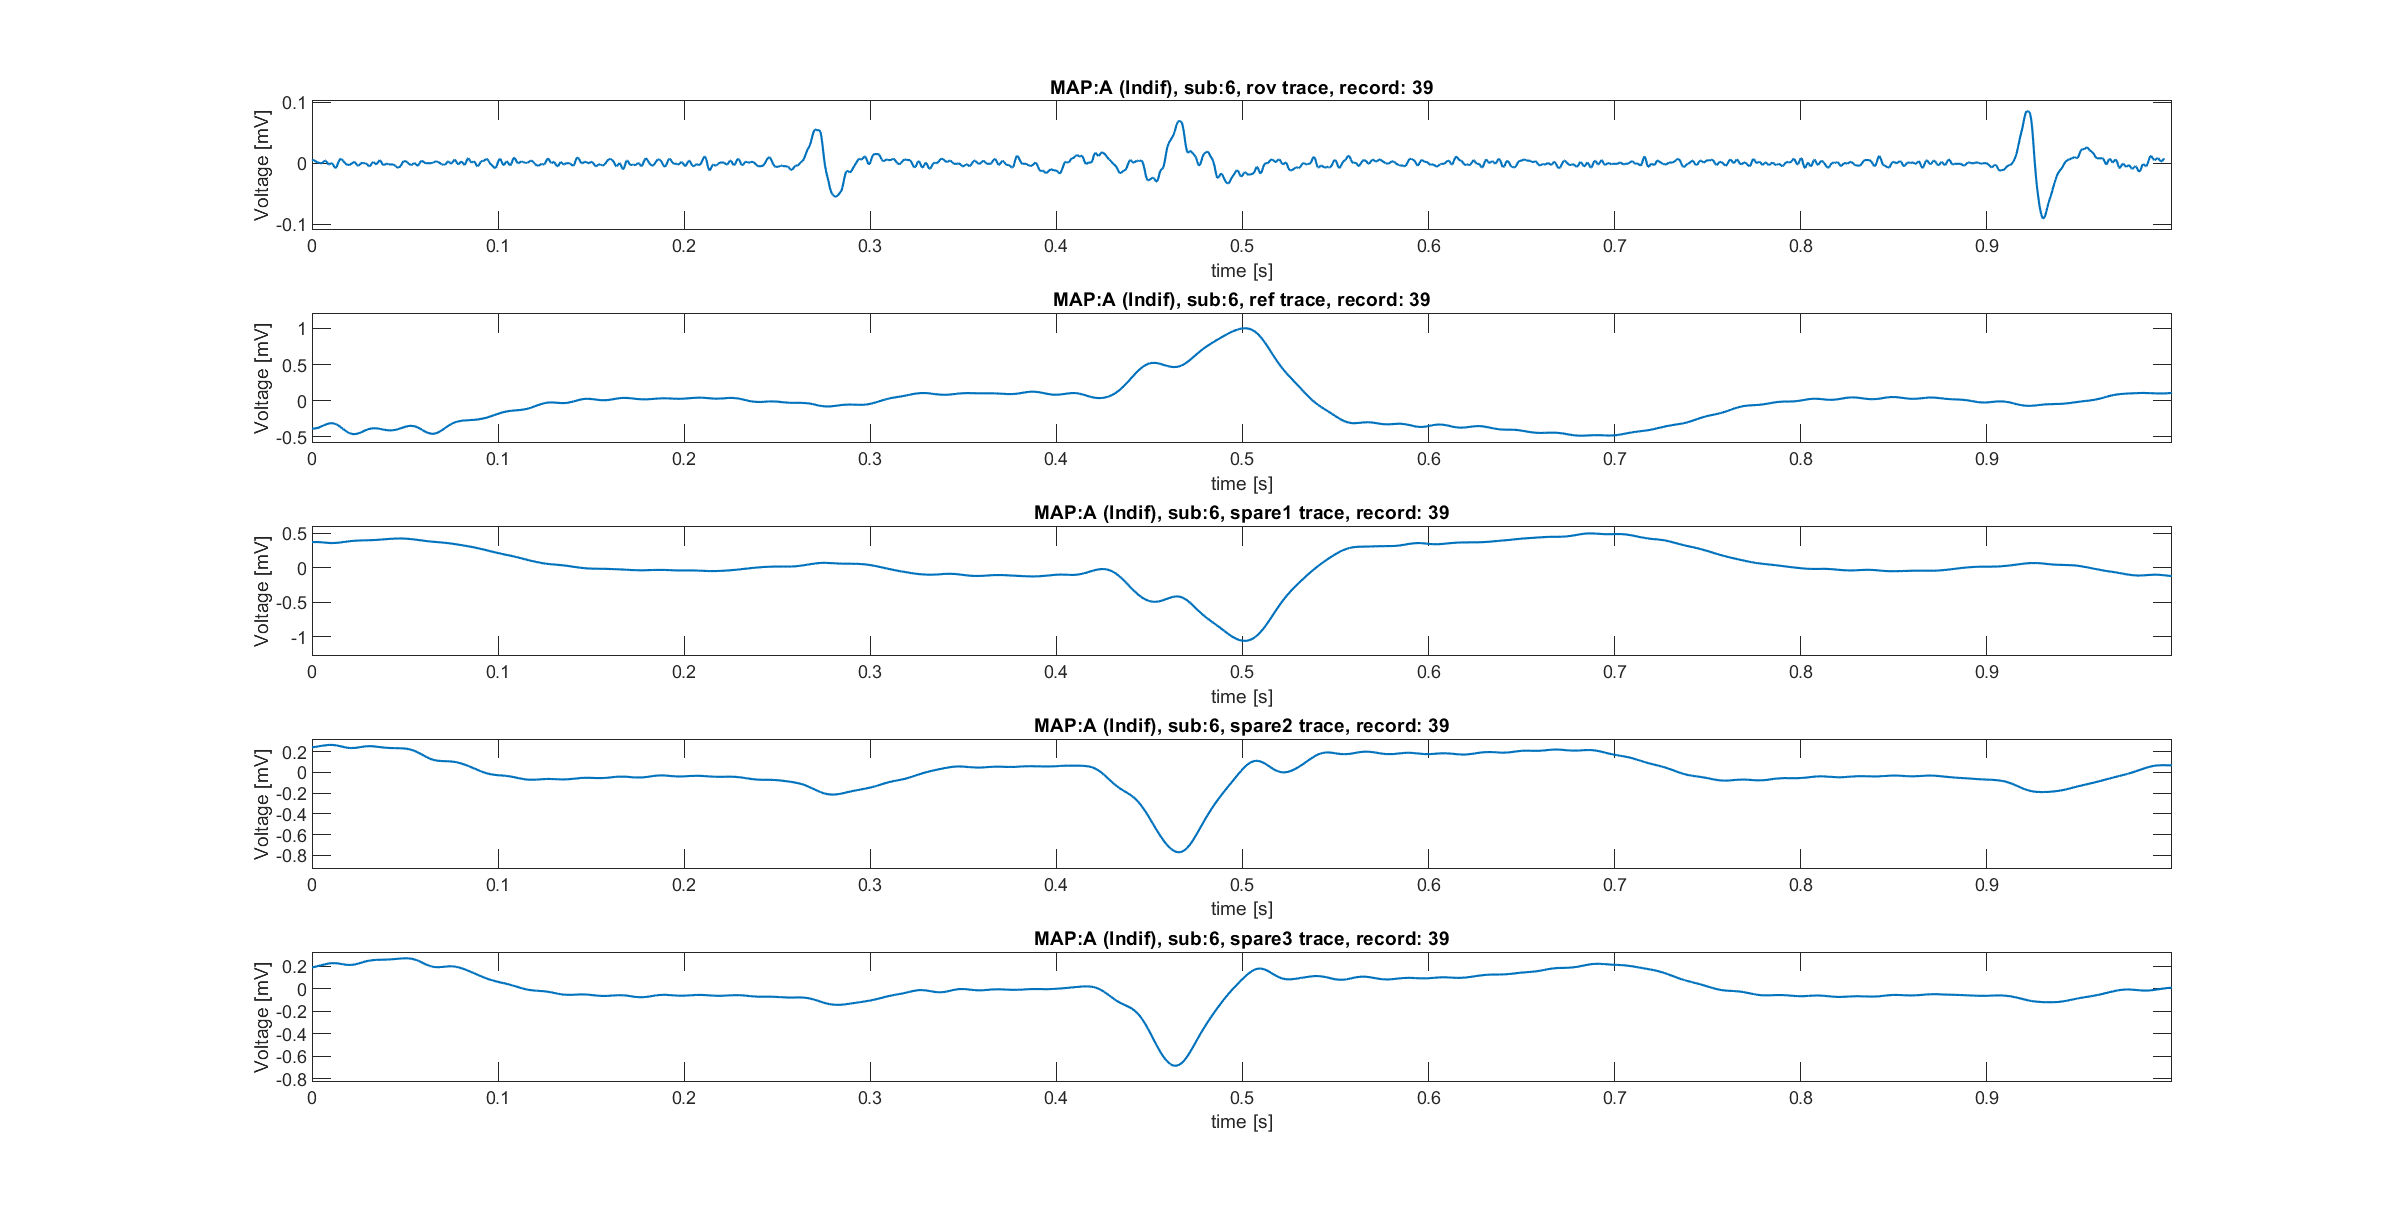 MAP:A (Indif), sub:6, rov trace, record: 39
Voltage [mV]
0.1
0
-0.1
0 0.1 0.2 0.3 0.4 0.5 0.6 0.7 0.8 0.9
time [s]
MAP:A (Indif), sub:6, ref trace, record: 39
Voltage [mV]
1
0.5
0
-0.5
0 0.1 0.2 0.3 0.4 0.5 0.6 0.7 0.8 0.9
time [s]
MAP:A (Indif), sub:6, spare1 trace, record: 39
Voltage [mV]
0.5
0
-0.5
-1
0 0.1 0.2 0.3 0.4 0.5 0.6 0.7 0.8 0.9
time [s]
MAP:A (Indif), sub:6, spare2 trace, record: 39
Voltage [mV]
0.2
0
-0.2
-0.4
-0.6
-0.8
0 0.1 0.2 0.3 0.4 0.5 0.6 0.7 0.8 0.9
time [s]
MAP:A (Indif), sub:6, spare3 trace, record: 39
Voltage [mV]
0.2
0
-0.2
-0.4
-0.6
-0.8
0 0.1 0.2 0.3 0.4 0.5 0.6 0.7 0.8 0.9
time [s]